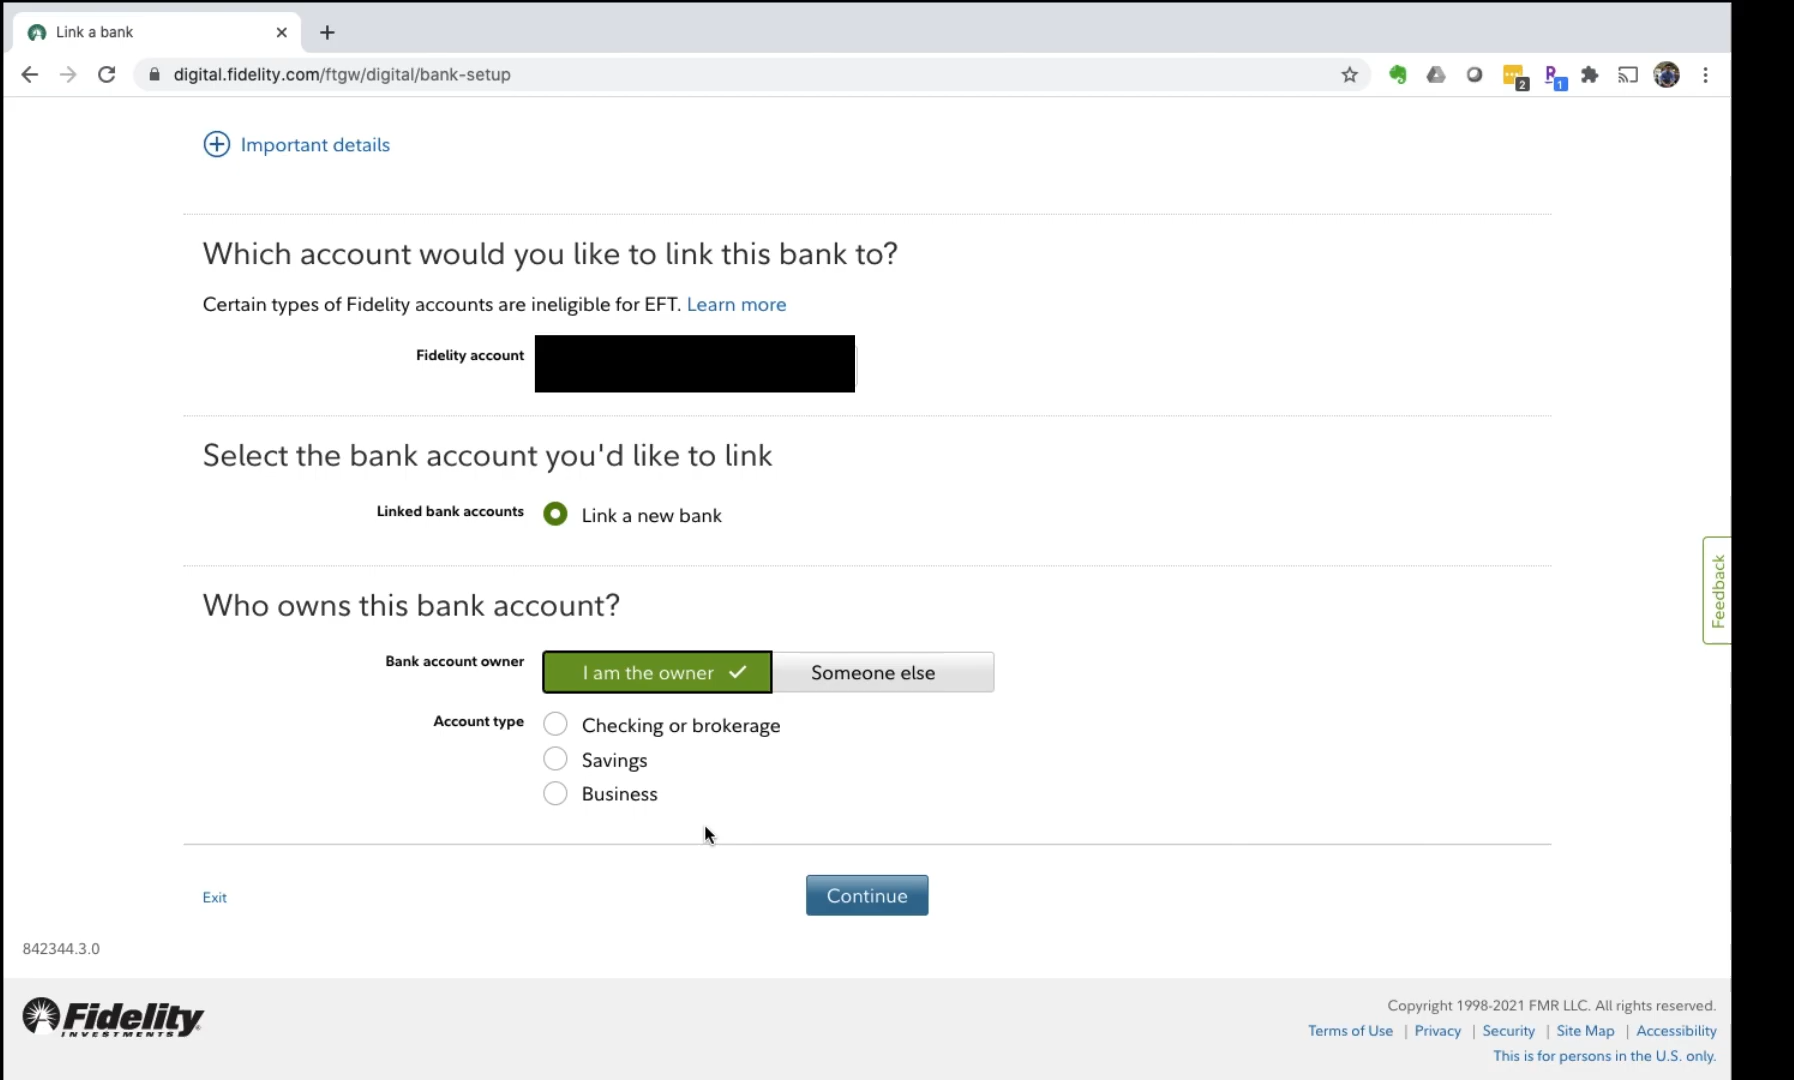 Link a bank
digital.fidelity.com/ftgw/digital/bank-setup
2
1
Important details
Which account would you like to link this bank to?
Certain types of Fidelity accounts are ineligible for EFT. Learn more
Fidelity account
Select the bank account you'd like to link
Linked bank accounts
Link a new bank
Feedback
Who owns this bank account?
Bank account owner
I am the owner
Someone else
Account type
Checking or brokerage
Savings
Business
Exit
Continue
842344.3.0
Fidelity
INVESTMENTS
Copyright 1998-2021 FMR LLC. All rights reserved.
Terms of Use | Privacy | Security | Site Map | Accessibility
This is for persons in the U.S. only.